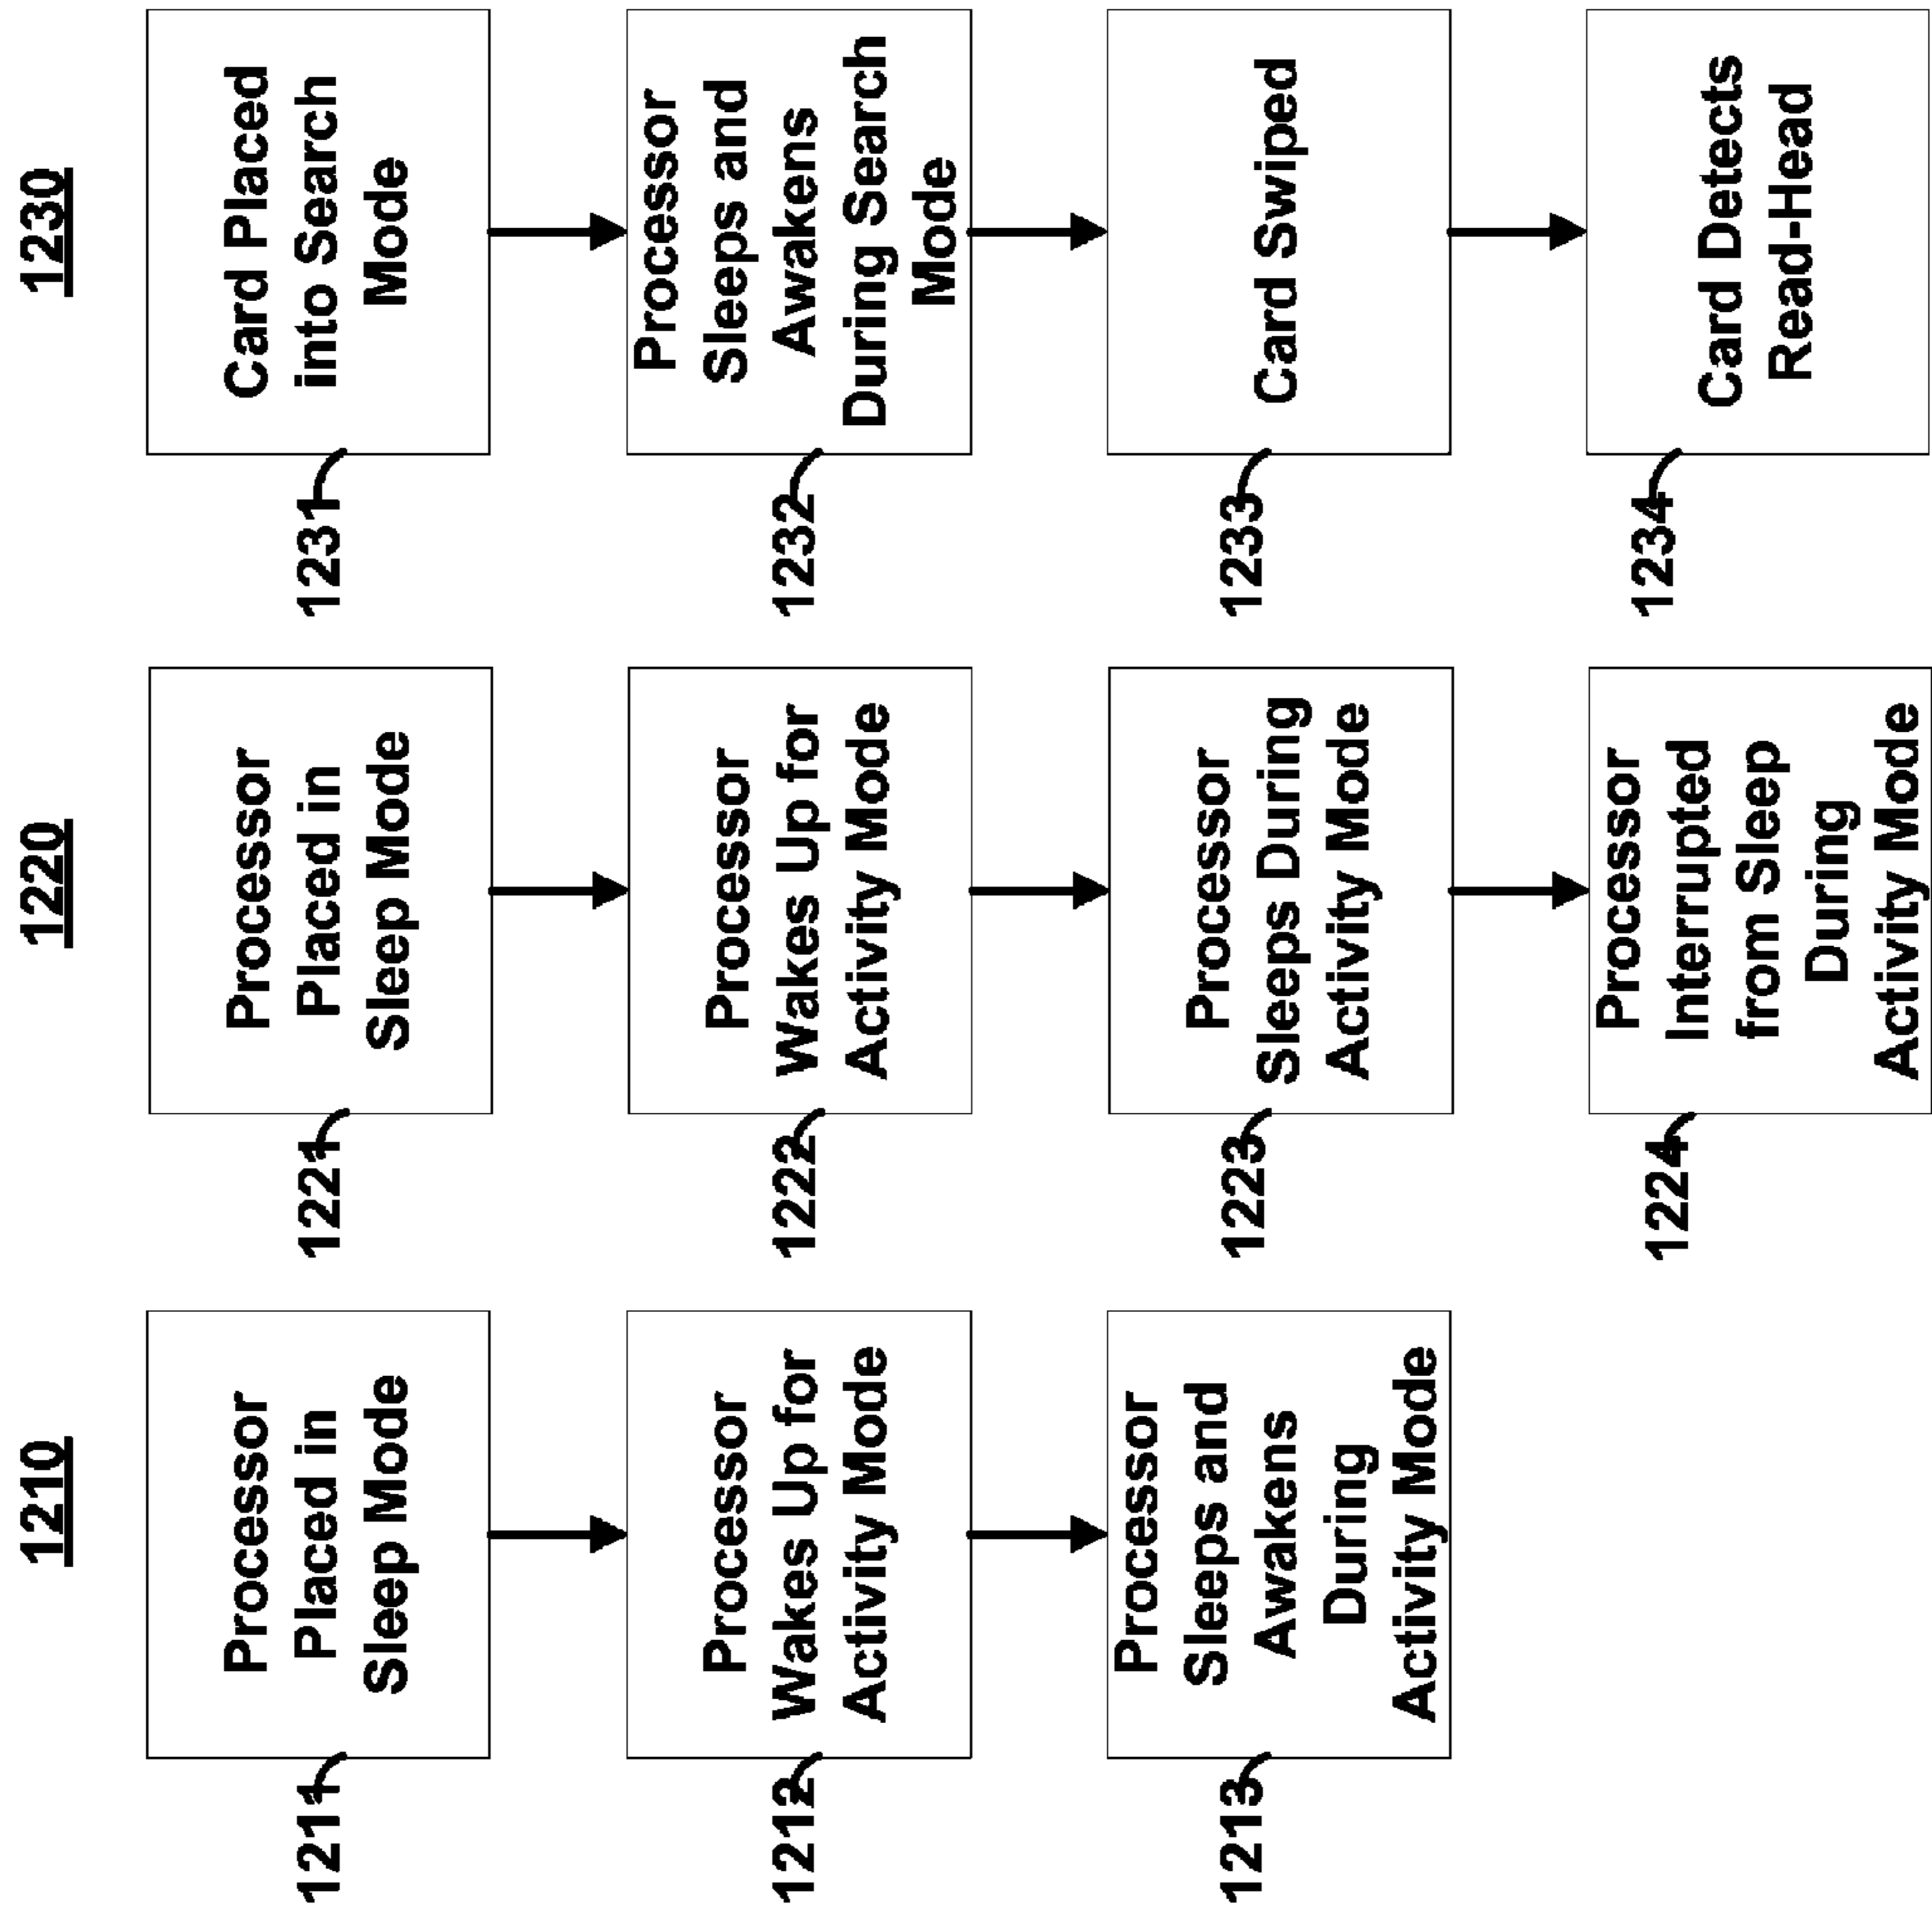 1210
1211
Processor
Placed in
Sleep Mode
1212
Processor
Wakes Up for
Activity Mode
1213
Processor
Sleeps and
Awakens
During
Activity Mode
1220
1221
Processor
Placed in
Sleep Mode
1222
Processor
Wakes Up for
Activity Mode
1223
Processor
Sleeps During
Activity Mode
1224
Processor
Interrupted
from Sleep
During
Activity Mode
1230
1231
Card Placed
into Search
Mode
1232
Processor
Sleeps and
Awakens
During Search
Mode
1233
Card Swiped
1234
Card Detects
Read-Head